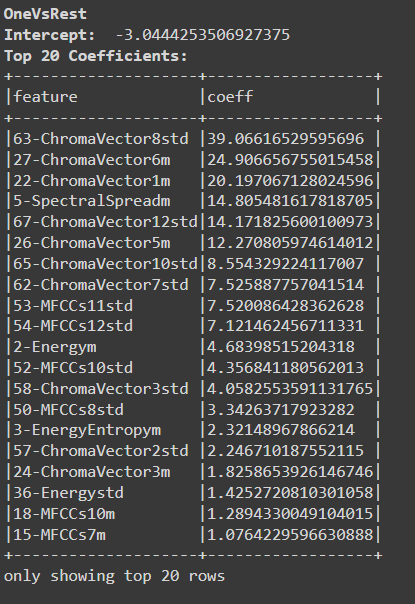 OneVsRest
Intercept:  -3.0444253506927375
Top 20 Coefficients:
+-------------------+------------------+
|feature            |coeff             |
+-------------------+------------------+
|63-ChromaVector8std |39.06616529595696  |
|27-ChromaVector6m   |24.906656755015458|
|22-ChromaVector1m   |20.197067128024596|
|5-SpectralSpreadm   |14.805481617818705|
|67-ChromaVector12std|14.171825600100973|
|26-ChromaVector5m   |12.270805974614012|
|65-ChromaVector10std|8.554329224117007 |
|62-ChromaVector7std |7.525887757041514 |
|53-MFCCs11std       |7.520086428362628 |
|54-MFCCs12std       |7.121462456711331 |
|2-Energym           |4.68398515204318  |
|52-MFCCs10std       |4.356841180562013 |
|58-ChromaVector3std |4.0582553591131765|
|50-MFCCs8std        |3.34263717923282  |
|3-EnergyEntropym    |2.32148967866214  |
|57-ChromaVector2std |2.246710187552115 |
|24-ChromaVector3m   |1.8258653926146746|
|36-Energystd        |1.4252720810301058|
|18-MFCCs10m         |1.2894330049104015|
|15-MFCCs7m          |1.0764229596630888|
+-------------------+------------------+
only showing top 20 rows